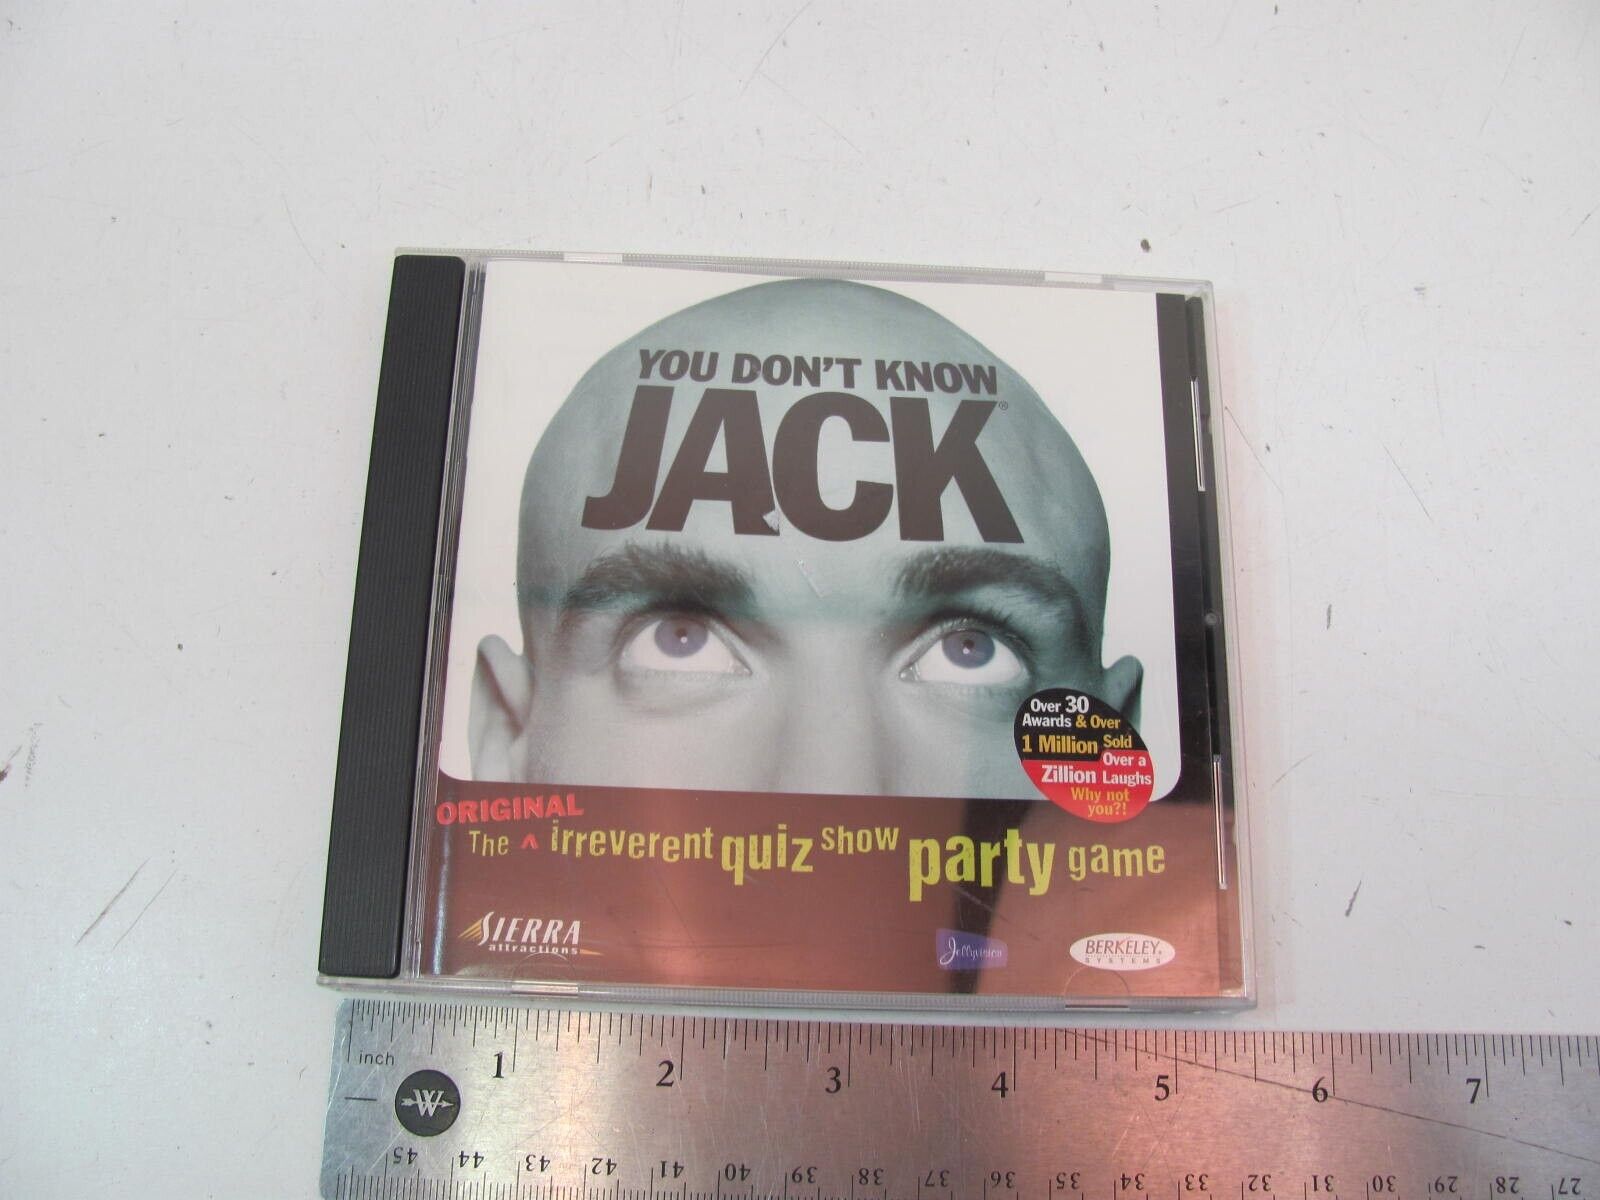 YOU DON'T KNOW
JACK®
Over 30
Awards & Over
1 Million Sold
Over a
Zillion Laughs
Why not
you?!
ORIGINAL
The ^ irreverent quiz show party game
SIERRA
attractions
Jellyvision
BERKELEY®
SYSTEMS
inch
1 2 3 4 5 6 7
W
45 44 43 42 41 40 39 38 37 36 35 34 33 32 31 30 29 28 27